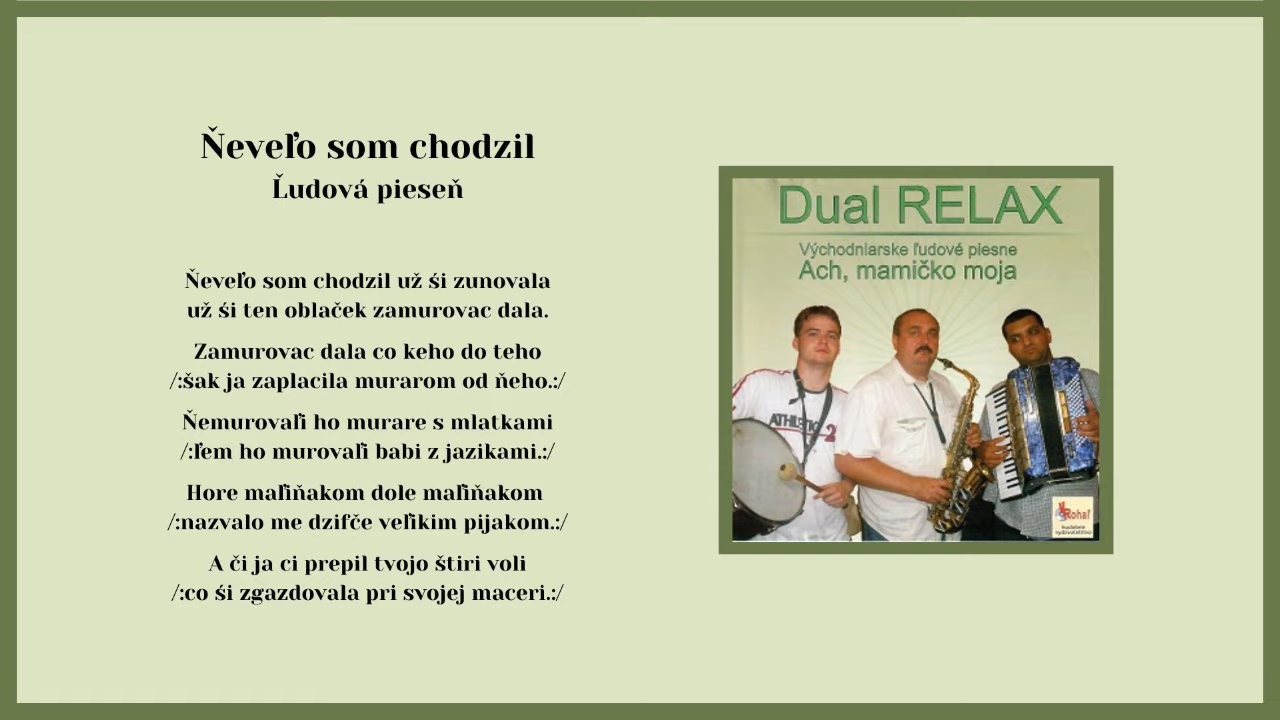 Ňeveľo som chodzil
Ľudová pieseň
Ňeveľo som chodzil už śi zunovala
už śi ten oblaček zamurovac dala.
Zamurovac dala co keho do teho
/:šak ja zaplacila murarom od ňeho.:/
Ňemurovaľi ho murare s mlatkami
/:ľem ho murovaľi babi z jazikami.:/
Hore maľiňakom dole maľiňakom
/:nazvalo me dzifče veľikim pijakom.:/
A či ja ci prepil tvojo štiri voli
/:co śi zgazdovala pri svojej maceri.:/
Dual RELAX
Východniarske ľudové piesne
Ach, mamičko moja
ATHLETIC 2
Rohaľ
hudobné
vydavateľstvo